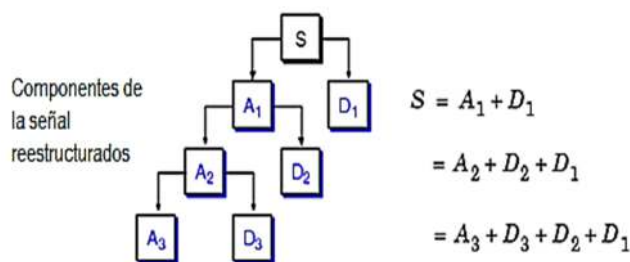 S
Componentes de
la señal
reestructurados
A₁ D₁
S = A₁ + D₁
A₂ D₂
= A₂ + D₂ + D₁
A₃ D₃
= A₃ + D₃ + D₂ + D₁